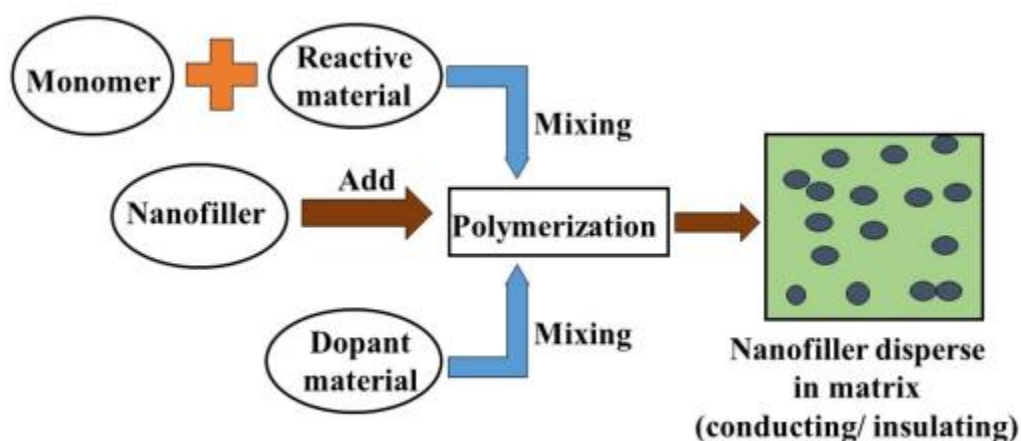 Monomer
Reactive
material
Mixing
Nanofiller
Add
Polymerization
Dopant
material
Mixing
Nanofiller disperse
in matrix
(conducting/ insulating)